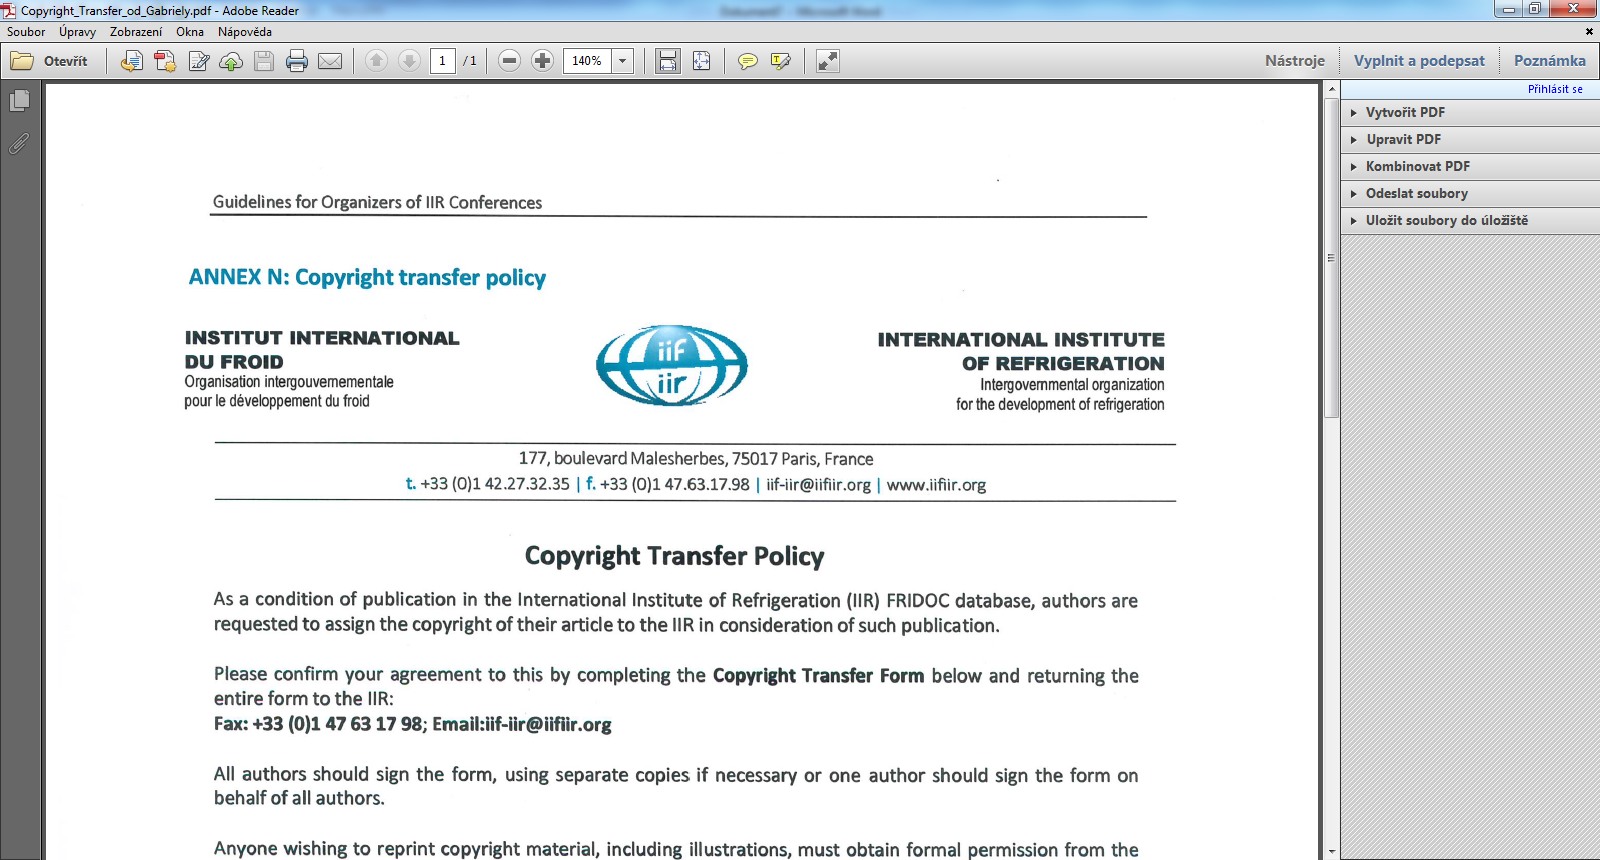 Copyright_Transfer_od_Gabriely.pdf - Adobe Reader
Soubor Úpravy Zobrazení Okna Nápověda
Otevřít 1 / 1 140% Nástroje Vyplnit a podepsat Poznámka
Přihlásit se
Vytvořit PDF
Upravit PDF
Kombinovat PDF
Odeslat soubory
Uložit soubory do úložiště
Guidelines for Organizers of IIR Conferences
ANNEX N: Copyright transfer policy
INSTITUT INTERNATIONAL
DU FROID
Organisation intergouvernementale
pour le développement du froid
iif
iir
INTERNATIONAL INSTITUTE
OF REFRIGERATION
Intergovernmental organization
for the development of refrigeration
177, boulevard Malesherbes, 75017 Paris, France
t. +33 (0)1 42.27.32.35 | f. +33 (0)1 47.63.17.98 | iif-iir@iifiir.org | www.iifiir.org
Copyright Transfer Policy
As a condition of publication in the International Institute of Refrigeration (IIR) FRIDOC database, authors are
requested to assign the copyright of their article to the IIR in consideration of such publication.
Please confirm your agreement to this by completing the Copyright Transfer Form below and returning the
entire form to the IIR:
Fax: +33 (0)1 47 63 17 98; Email:iif-iir@iifiir.org
All authors should sign the form, using separate copies if necessary or one author should sign the form on
behalf of all authors.
Anyone wishing to reprint copyright material, including illustrations, must obtain formal permission from the